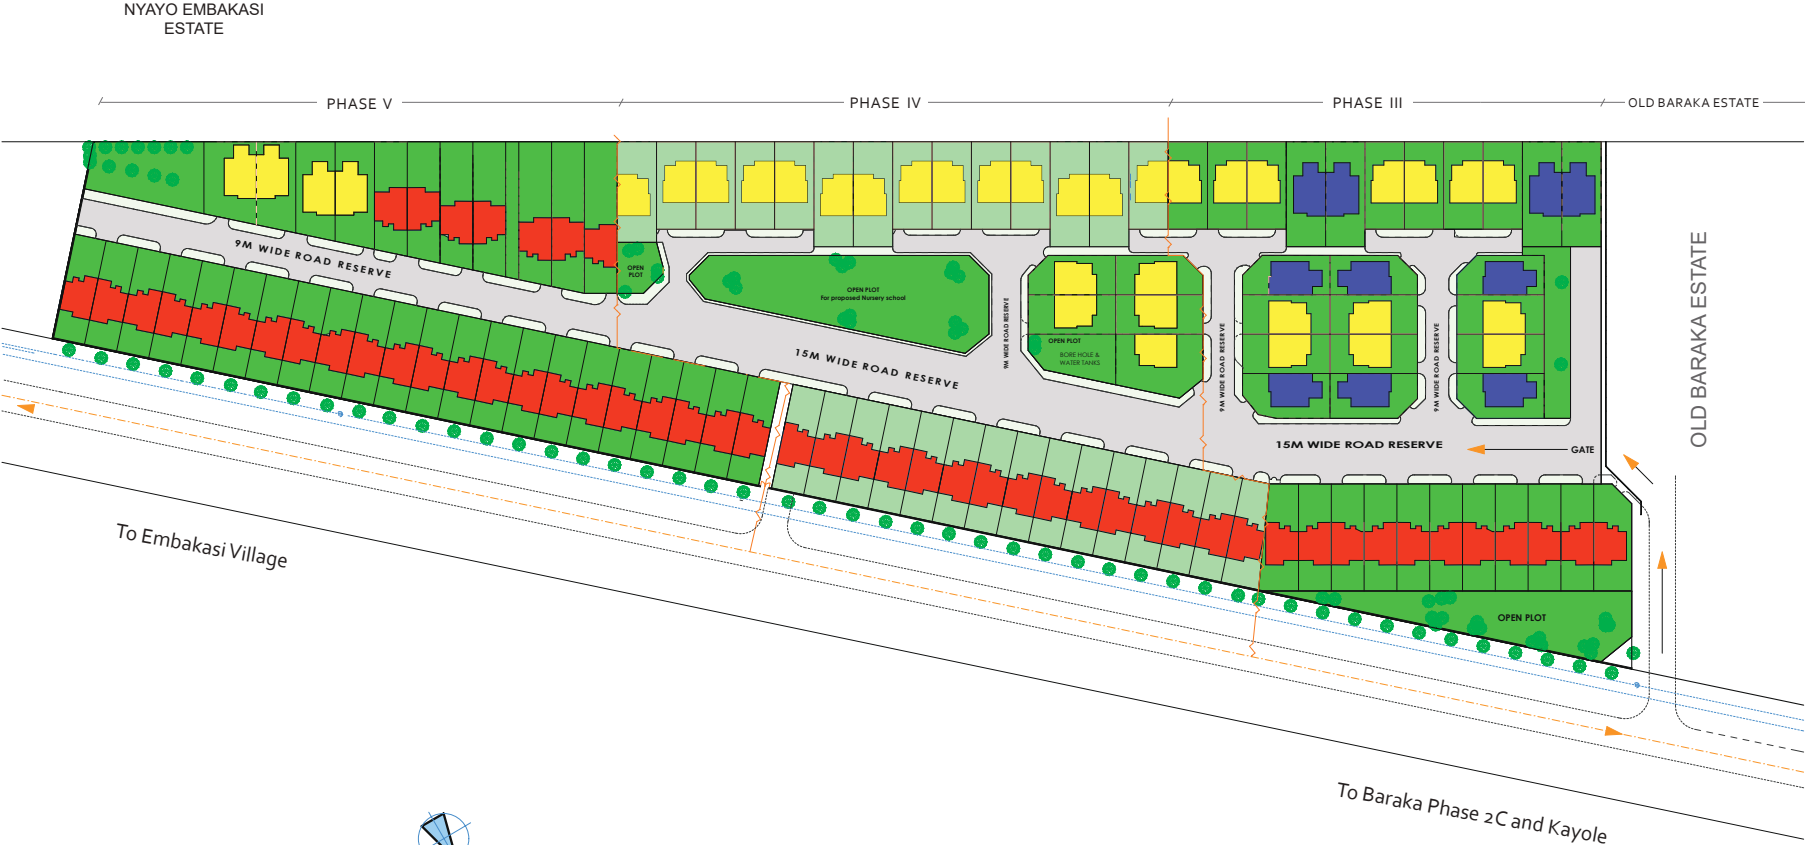 NYAYO EMBAKASI
ESTATE
PHASE V
PHASE IV
PHASE III
OLD BARAKA ESTATE
9M WIDE ROAD RESERVE
OPEN
PLOT
OPEN PLOT
For proposed Nursery school
9M WIDE ROAD RESERVE
OPEN PLOT
BORE HOLE &
WATER TANKS
9M WIDE ROAD RESERVE
9M WIDE ROAD RESERVE
OLD BARAKA ESTATE
15M WIDE ROAD RESERVE
15M WIDE ROAD RESERVE
GATE
To Embakasi Village
OPEN PLOT
To Baraka Phase 2C and Kayole